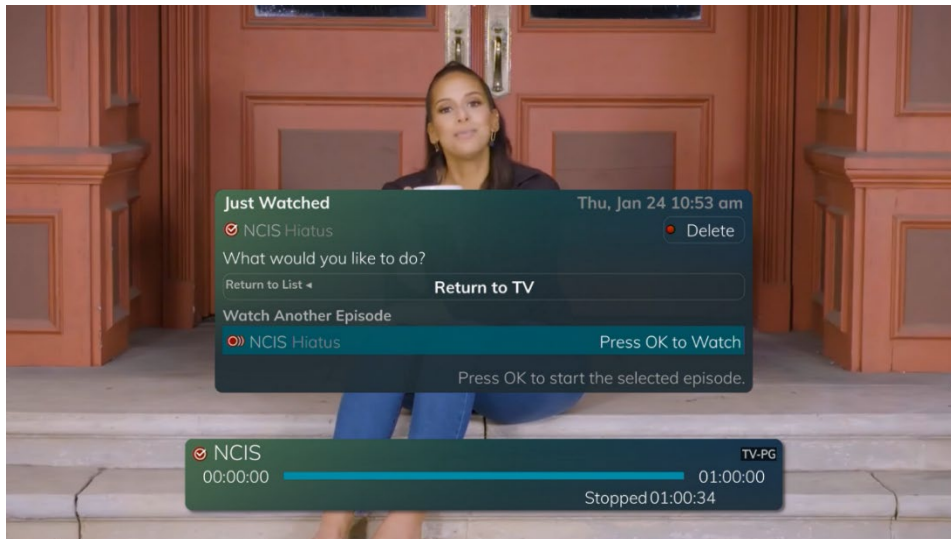 Just Watched Thu, Jan 24 10:53 am
NCIS Hiatus Delete
What would you like to do?
Return to List ◂ Return to TV
Watch Another Episode
NCIS Hiatus Press OK to Watch
Press OK to start the selected episode.
NCIS TV-PG
00:00:00 01:00:00
Stopped 01:00:34